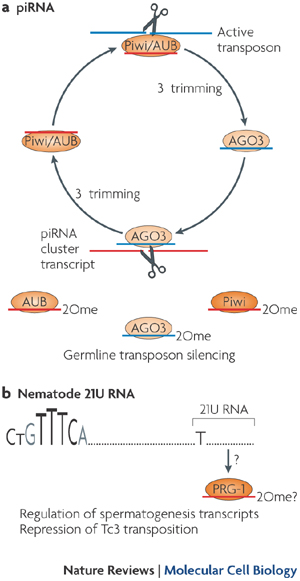 a piRNA
Active
transposon
Piwi/AUB
3 trimming
Piwi/AUB
AGO3
3 trimming
piRNA
cluster
transcript
AGO3
AUB 2Ome
Piwi 2Ome
AGO3 2Ome
Germline transposon silencing
b Nematode 21U RNA
21U RNA
CTGTTTCA T
?
PRG-1 2Ome?
Regulation of spermatogenesis transcripts
Repression of Tc3 transposition
Nature Reviews | Molecular Cell Biology